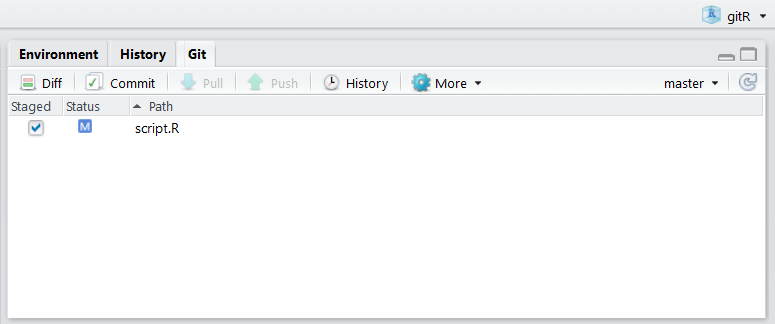 gitR
Environment History Git
Diff Commit Pull Push History More master
Staged Status Path
M script.R